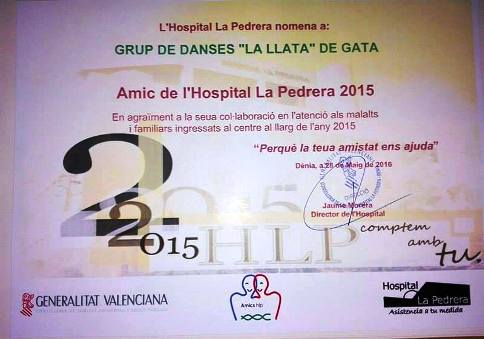 L'Hospital La Pedrera nomena a:
GRUP DE DANSES "LA LLATA" DE GATA
Amic de l'Hospital La Pedrera 2015
En agraïment a la seua col·laboració en l'atenció als malalts
i familiars ingressats al centre al llarg de l'any 2015
"Perquè la teua amistat ens ajuda"
Dènia, a 25 de Maig de 2016
2 2015
22015
HLP
Jaume Morera
Director de l'Hospital
comptem
amb
tu.
GENERALITAT VALENCIANA
Amics hlp
Hospital
La Pedrera
Asistencia a tu medida